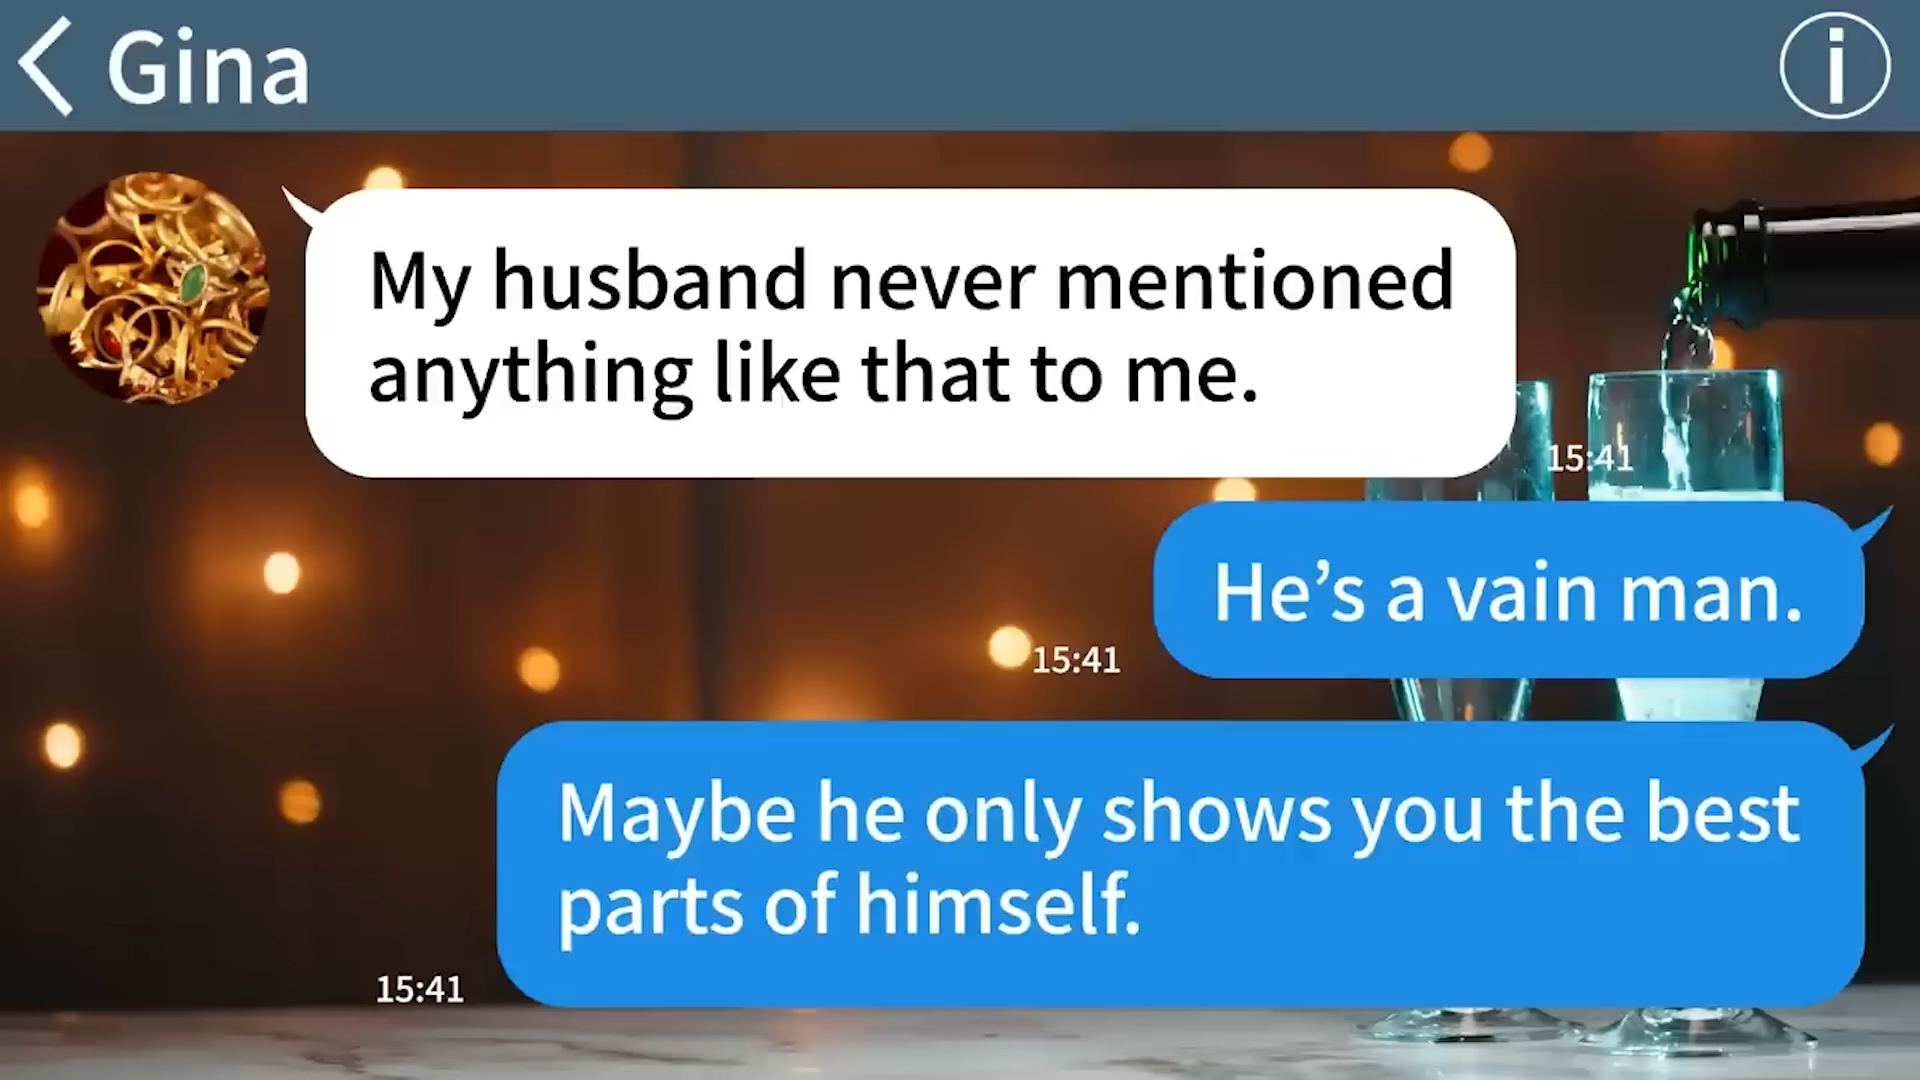 Gina
My husband never mentioned
anything like that to me.
15:41
He’s a vain man.
15:41
Maybe he only shows you the best
parts of himself.
15:41